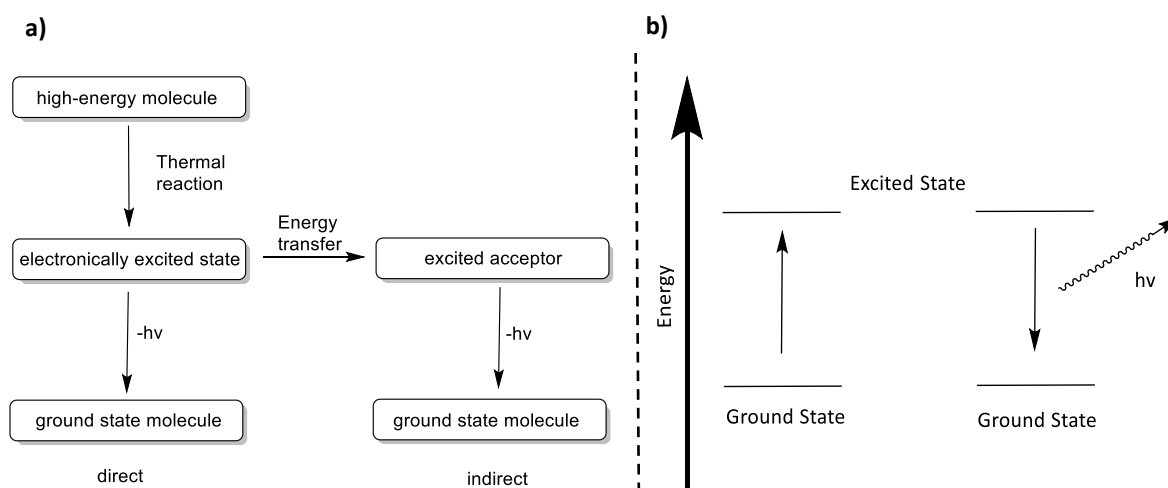 a)
high-energy molecule
Thermal
reaction
electronically excited state
Energy
transfer
excited acceptor
-hv
-hv
ground state molecule
ground state molecule
direct
indirect
b)
Energy
Excited State
hv
Ground State
Ground State